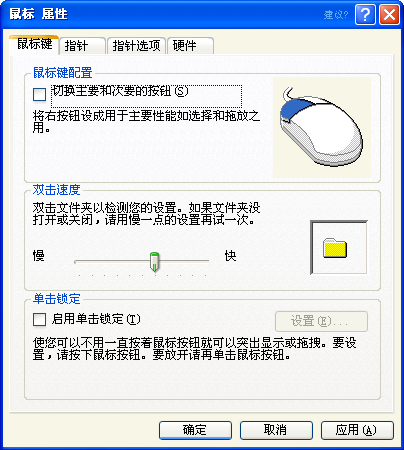 鼠标 属性
建议?
鼠标键 指针 指针选项 硬件
鼠标键配置
切换主要和次要的按钮(S)
将右按钮设成用于主要性能如选择和拖放之
用。
双击速度
双击文件夹以检测您的设置。如果文件夹没
打开或关闭，请用慢一点的设置再试一次。
慢 快
单击锁定
启用单击锁定(T)
设置(E)...
使您可以不用一直按着鼠标按钮就可以突出显示或拖拽。要设
置，请按下鼠标按钮。要放开请再单击鼠标按钮。
确定 取消 应用(A)